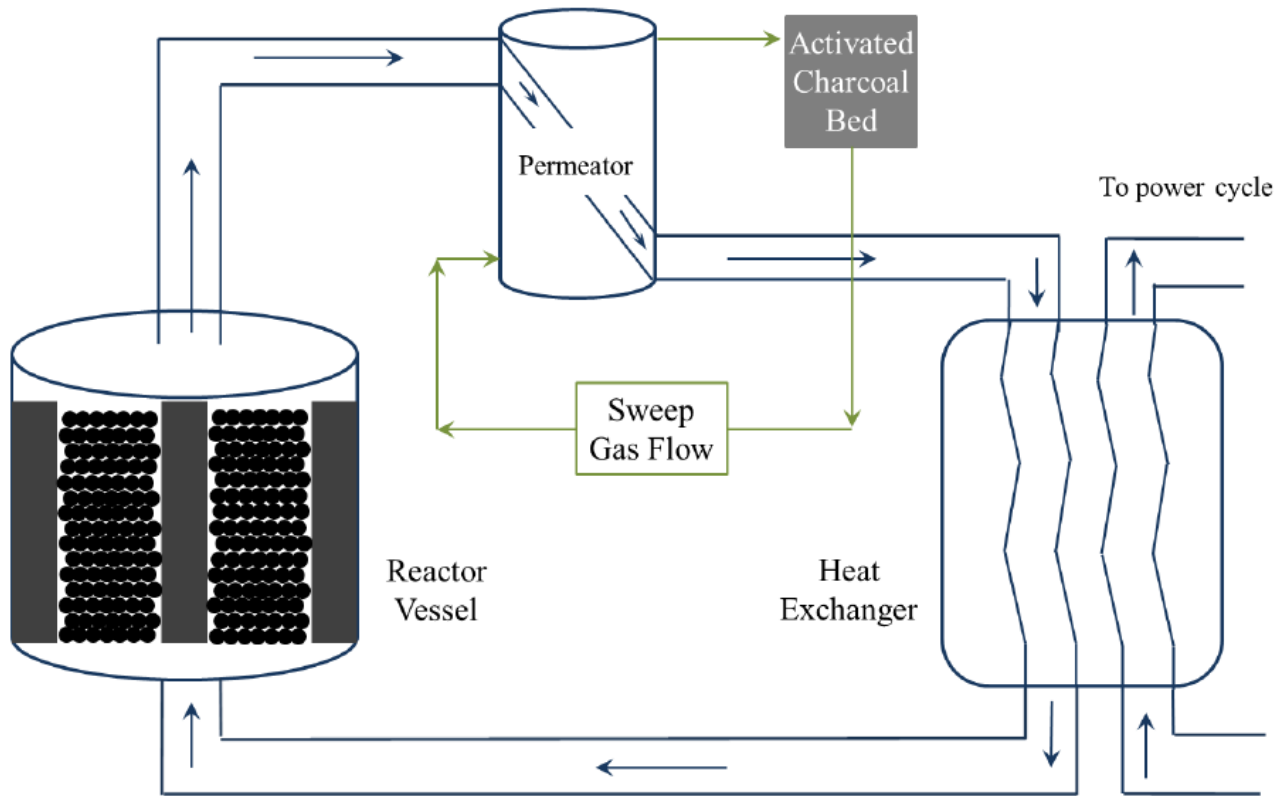 Activated
Charcoal
Bed
Permeator
To power cycle
Sweep
Gas Flow
Reactor
Vessel
Heat
Exchanger